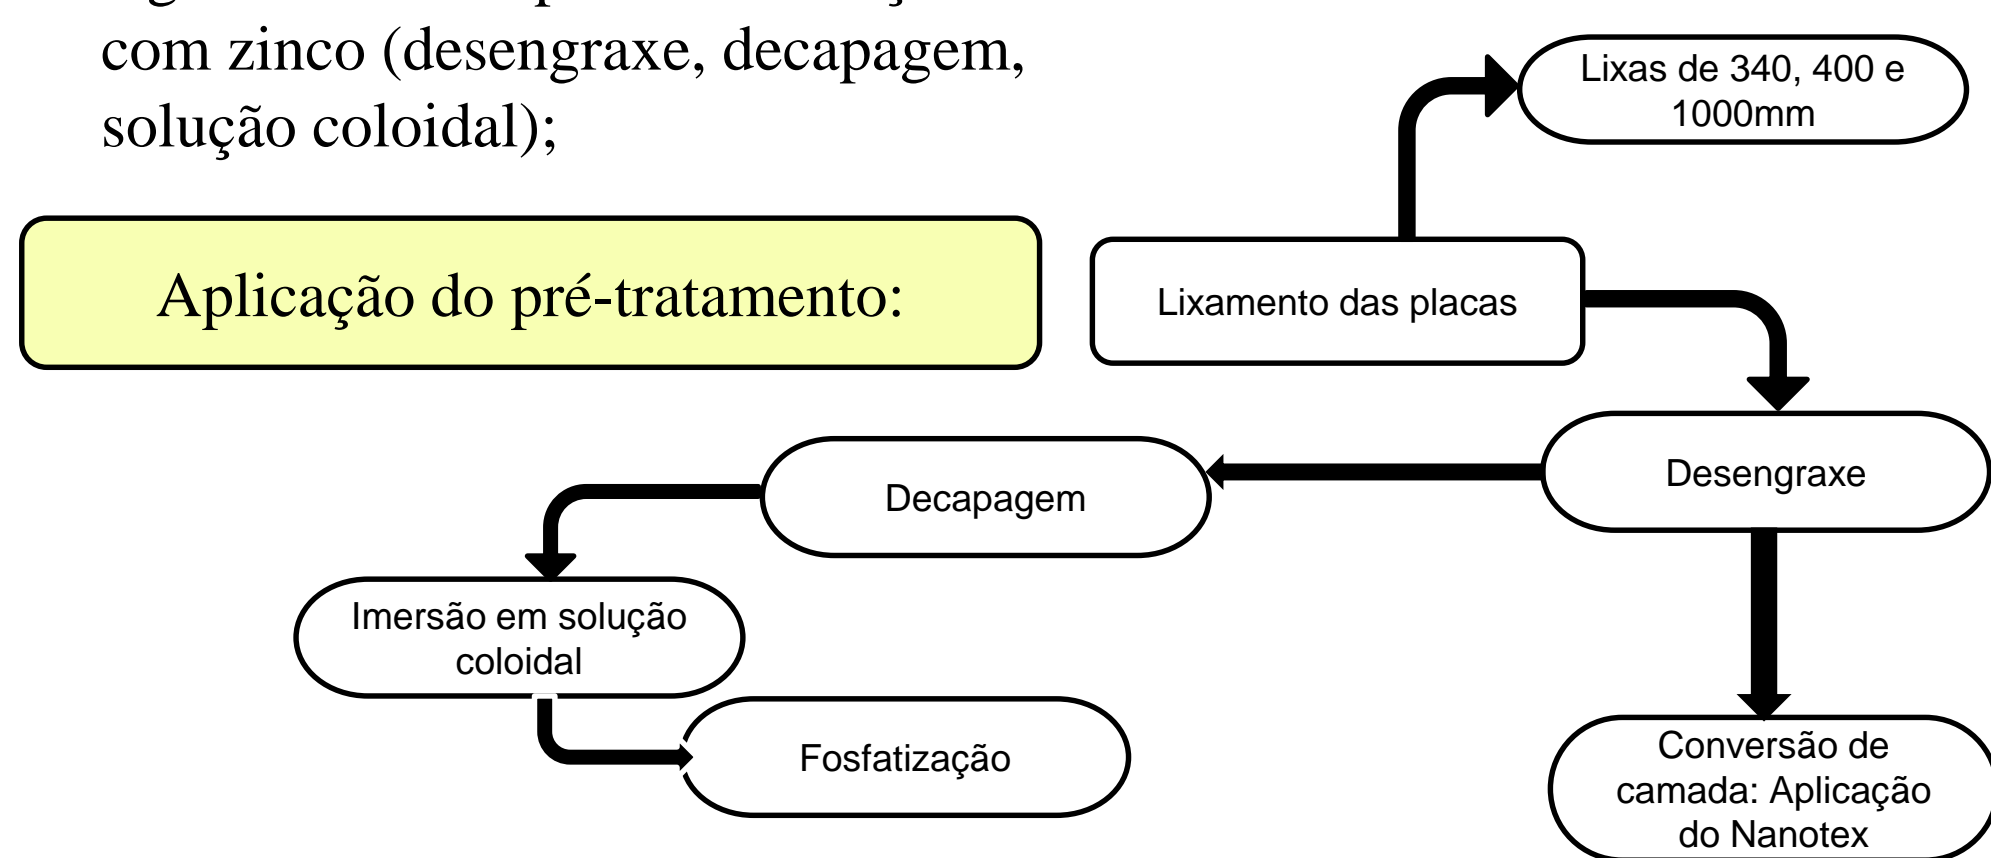 com zinco (desengraxe, decapagem,
solução coloidal);
Lixas de 340, 400 e
1000mm
Aplicação do pré-tratamento:
Lixamento das placas
Desengraxe
Decapagem
Imersão em solução
coloidal
Fosfatização
Conversão de
camada: Aplicação
do Nanotex